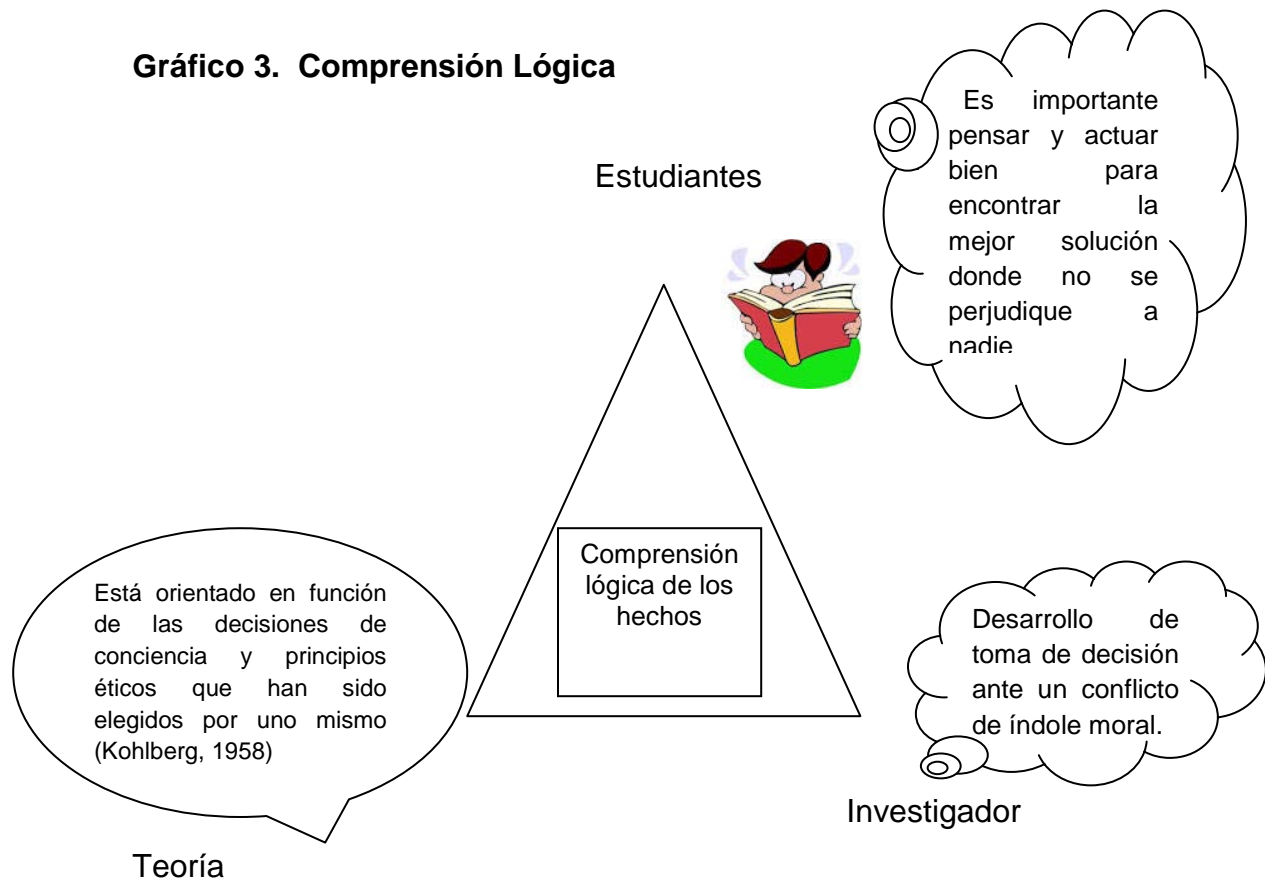 Gráfico 3. Comprensión Lógica
Estudiantes
Es importante
pensar y actuar
bien para
encontrar la
mejor solución
donde no se
perjudique a
nadie
Comprensión
lógica de los
hechos
Está orientado en función
de las decisiones de
conciencia y principios
éticos que han sido
elegidos por uno mismo
(Kohlberg, 1958)
Teoría
Desarrollo de
toma de decisión
ante un conflicto
de índole moral.
Investigador